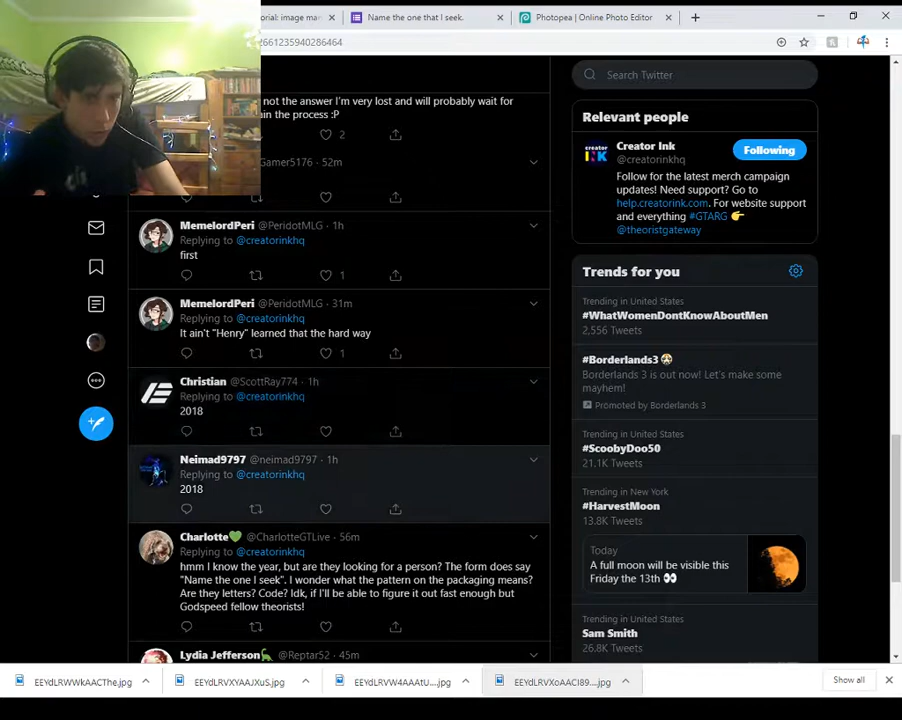 orial: image ma
Name the one that I seek.
Photopea | Online Photo Editor
2661235940286464
not the answer I'm very lost and will probably wait for
ain the process :P
2
Gamer5176 · 52m
MemelordPeri @PeridotMLG · 1h
Replying to @creatorinkhq
first
1
MemelordPeri @PeridotMLG · 31m
Replying to @creatorinkhq
It ain't "Henry" learned that the hard way
1
Christian @ScottRay774 · 1h
Replying to @creatorinkhq
2018
Neimad9797 @neimad9797 · 1h
Replying to @creatorinkhq
2018
Charlotte💚 @CharlotteGTLive · 56m
Replying to @creatorinkhq
hmm I know the year, but are they looking for a person? The form does say
"Name the one I seek". I wonder what the pattern on the packaging means?
Are they letters? Code? Idk, if I'll be able to figure it out fast enough but
Godspeed fellow theorists!
Lydia Jefferson🦕 @Reptar52 · 45m
Search Twitter
Relevant people
Creator Ink
@creatorinkhq
Following
Follow for the latest merch campaign
updates! Need support? Go to
help.creatorink.com. For website support
and everything #GTARG 👉
@theoristgateway
Trends for you
Trending in United States
#WhatWomenDontKnowAboutMen
2,556 Tweets
#Borderlands3
Borderlands 3 is out now! Let's make some
mayhem!
Promoted by Borderlands 3
Trending in United States
#ScoobyDoo50
21.1K Tweets
Trending in New York
#HarvestMoon
13.8K Tweets
Today
A full moon will be visible this
Friday the 13th 👀
Trending in United States
Sam Smith
26.8K Tweets
EEYdLRVWkAACThe.jpg
EEYdLRVXYAAJXuS.jpg
EEYdLRVW4AAAtU....jpg
EEYdLRVXoAACI89....jpg
Show all